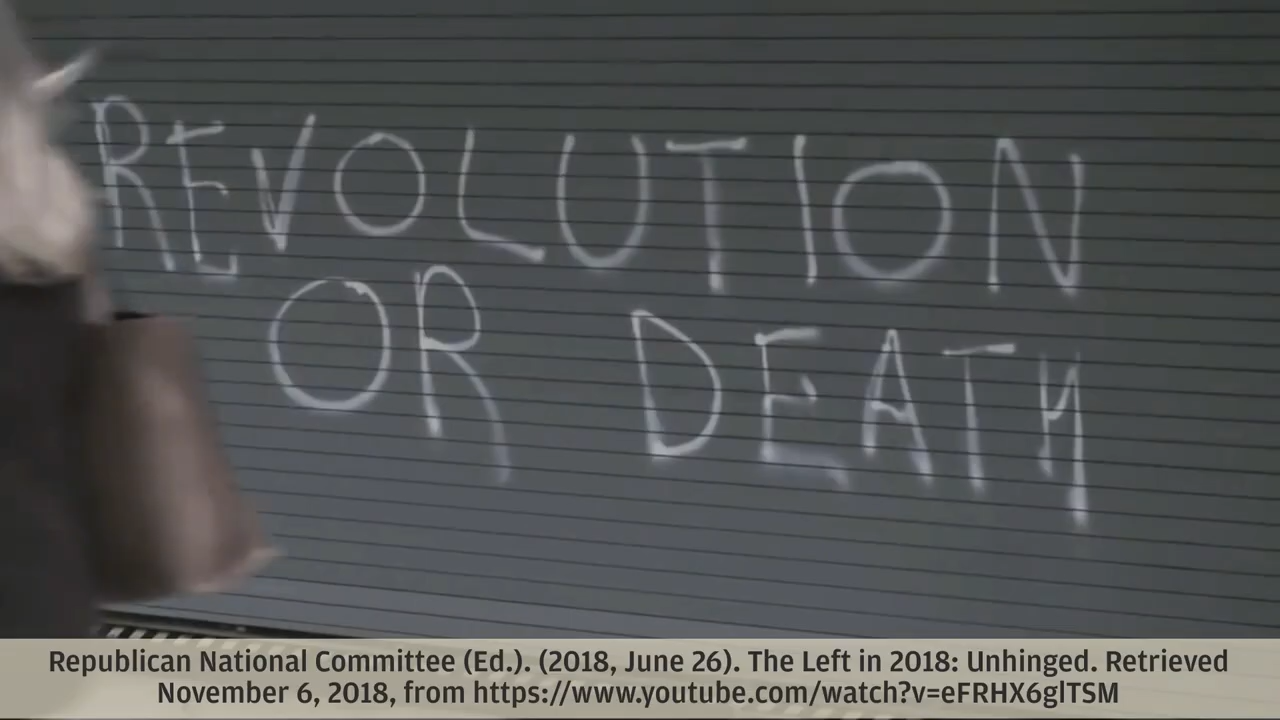 REVOLUTION
OR DEATH
Republican National Committee (Ed.). (2018, June 26). The Left in 2018: Unhinged. Retrieved
November 6, 2018, from https://www.youtube.com/watch?v=eFRHX6glTSM